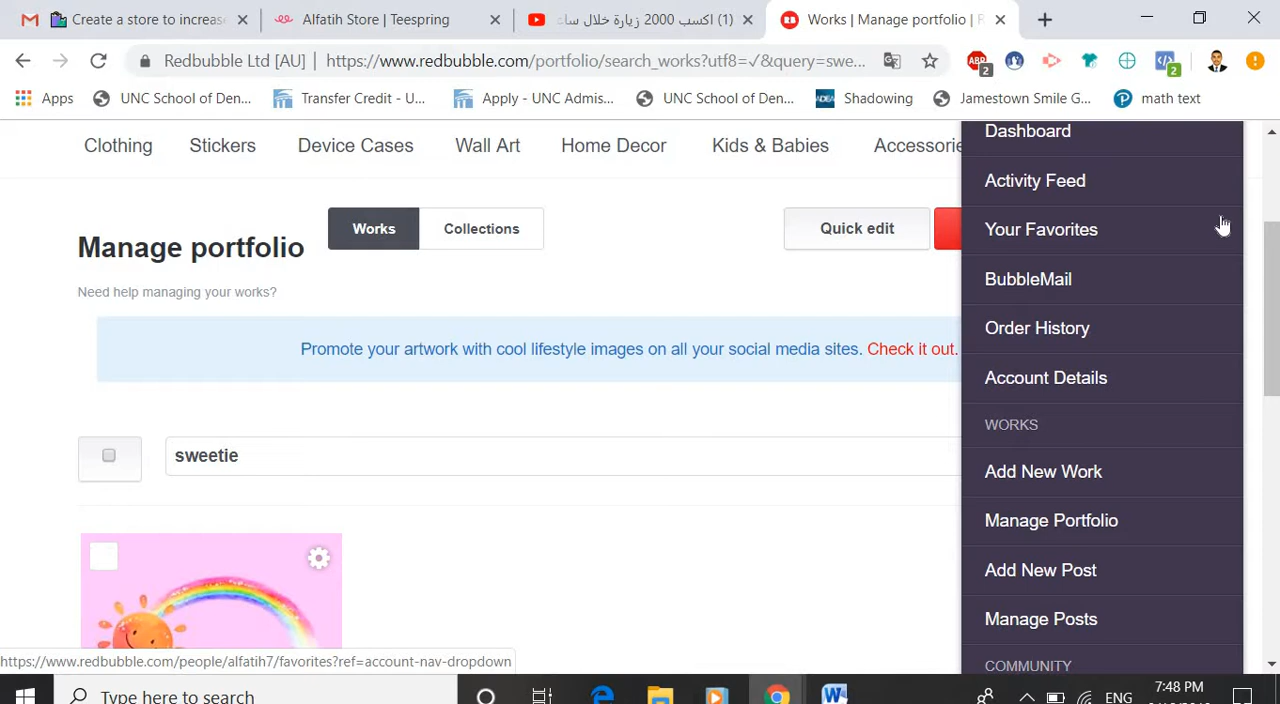 Create a store to increas
Alfatih Store | Teespring
(1) اكسب 2000 زيارة خلال ساع
Works | Manage portfolio | R
Redbubble Ltd [AU] | https://www.redbubble.com/portfolio/search_works?utf8=✓&query=swe...
ABP
2
2
Apps
UNC School of Den...
Transfer Credit - U...
Apply - UNC Admis...
UNC School of Den...
ADEA
Shadowing
Jamestown Smile G...
math text
Clothing
Stickers
Device Cases
Wall Art
Home Decor
Kids & Babies
Accessorie
Dashboard
Activity Feed
Your Favorites
BubbleMail
Order History
Account Details
WORKS
Add New Work
Manage Portfolio
Add New Post
Manage Posts
COMMUNITY
Manage portfolio
Works
Collections
Quick edit
Need help managing your works?
Promote your artwork with cool lifestyle images on all your social media sites. Check it out.
sweetie
https://www.redbubble.com/people/alfatih7/favorites?ref=account-nav-dropdown
Type here to search
ENG
7:48 PM